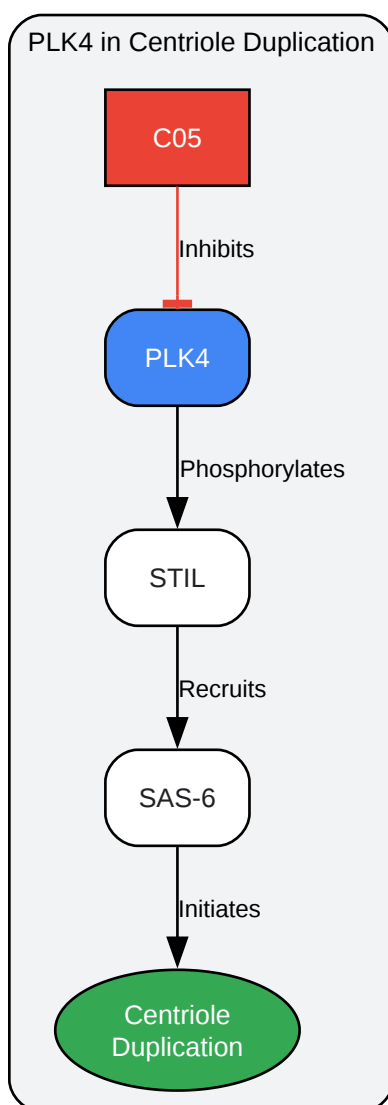 PLK4 in Centriole Duplication
C05
Inhibits
PLK4
Phosphorylates
STIL
Recruits
SAS-6
Initiates
Centriole
Duplication